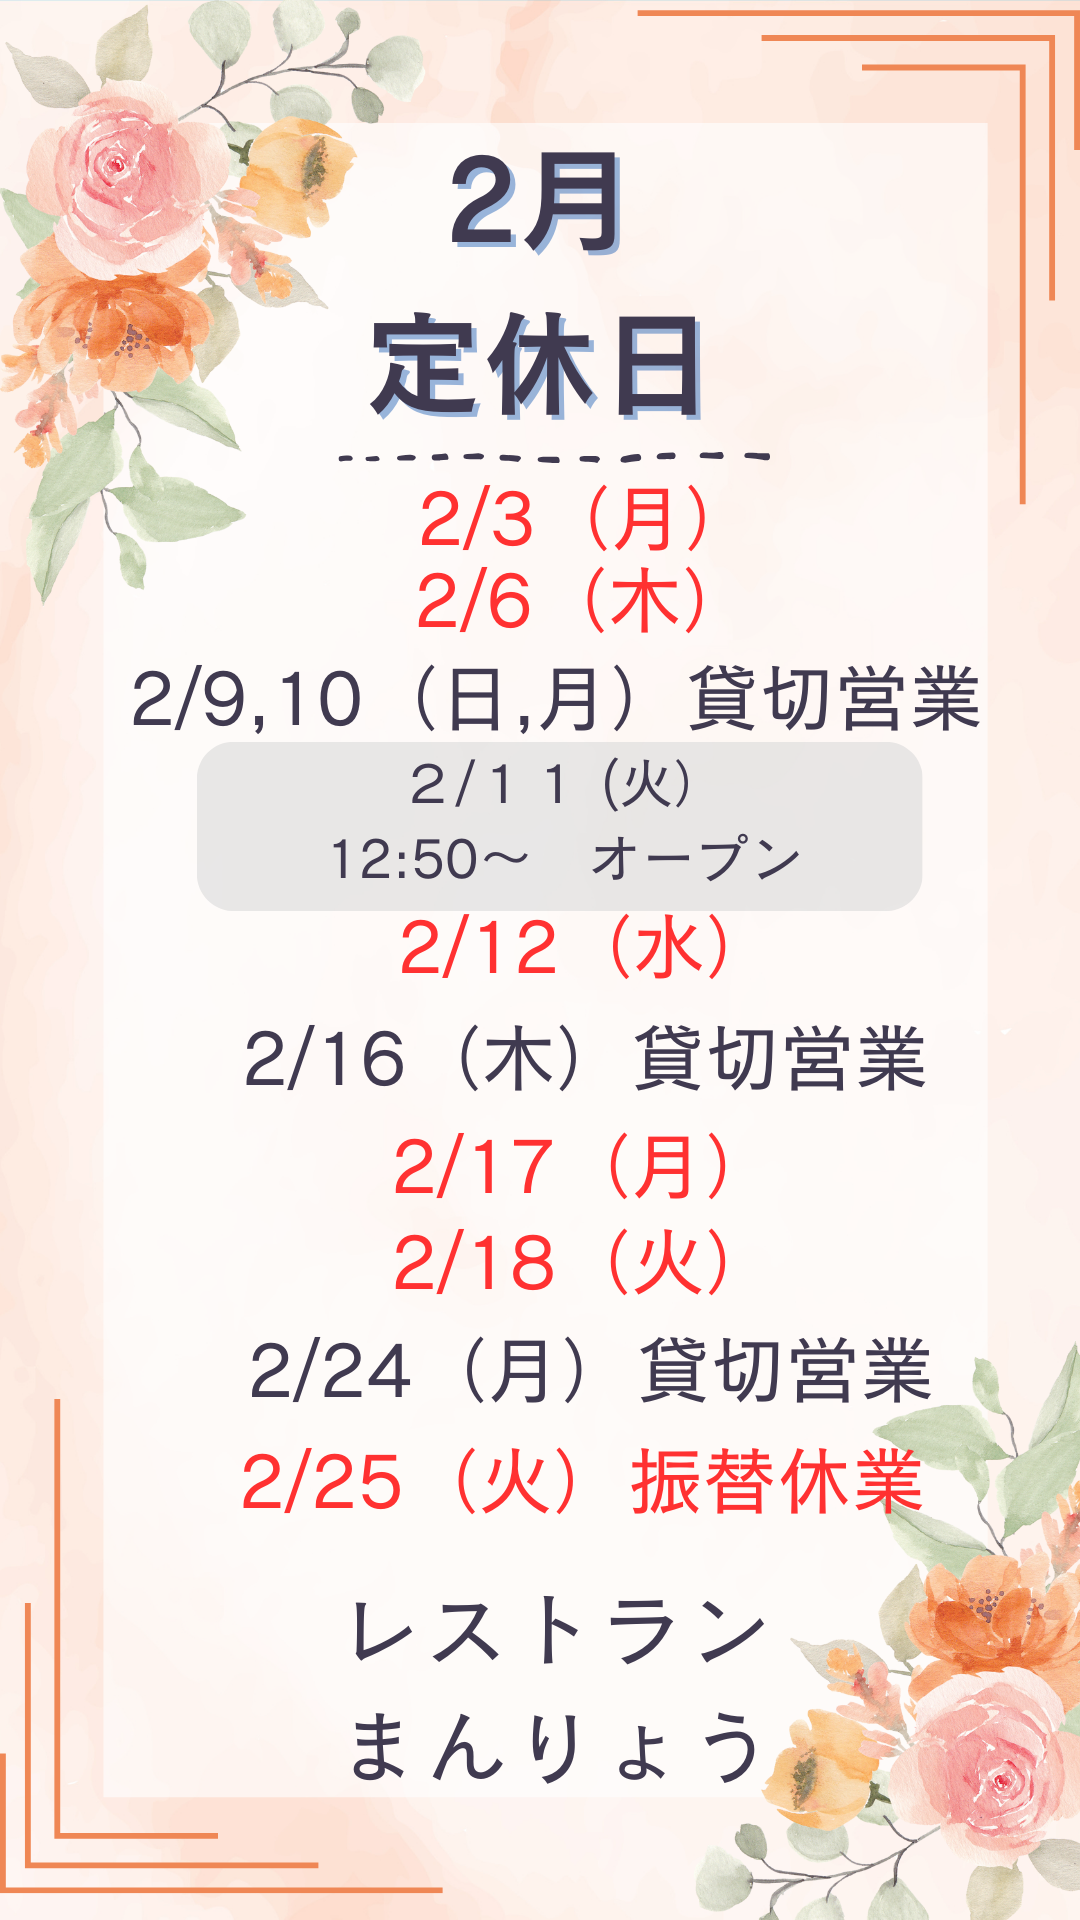 2月
定休日
2/3（月）
2/6（木）
2/9,10（日,月）貸切営業
２/１１(火）
12:50〜　オープン
2/12（水）
2/16（木）貸切営業
2/17（月）
2/18（火）
2/24（月）貸切営業
2/25（火）振替休業
レストラン
まんりょう